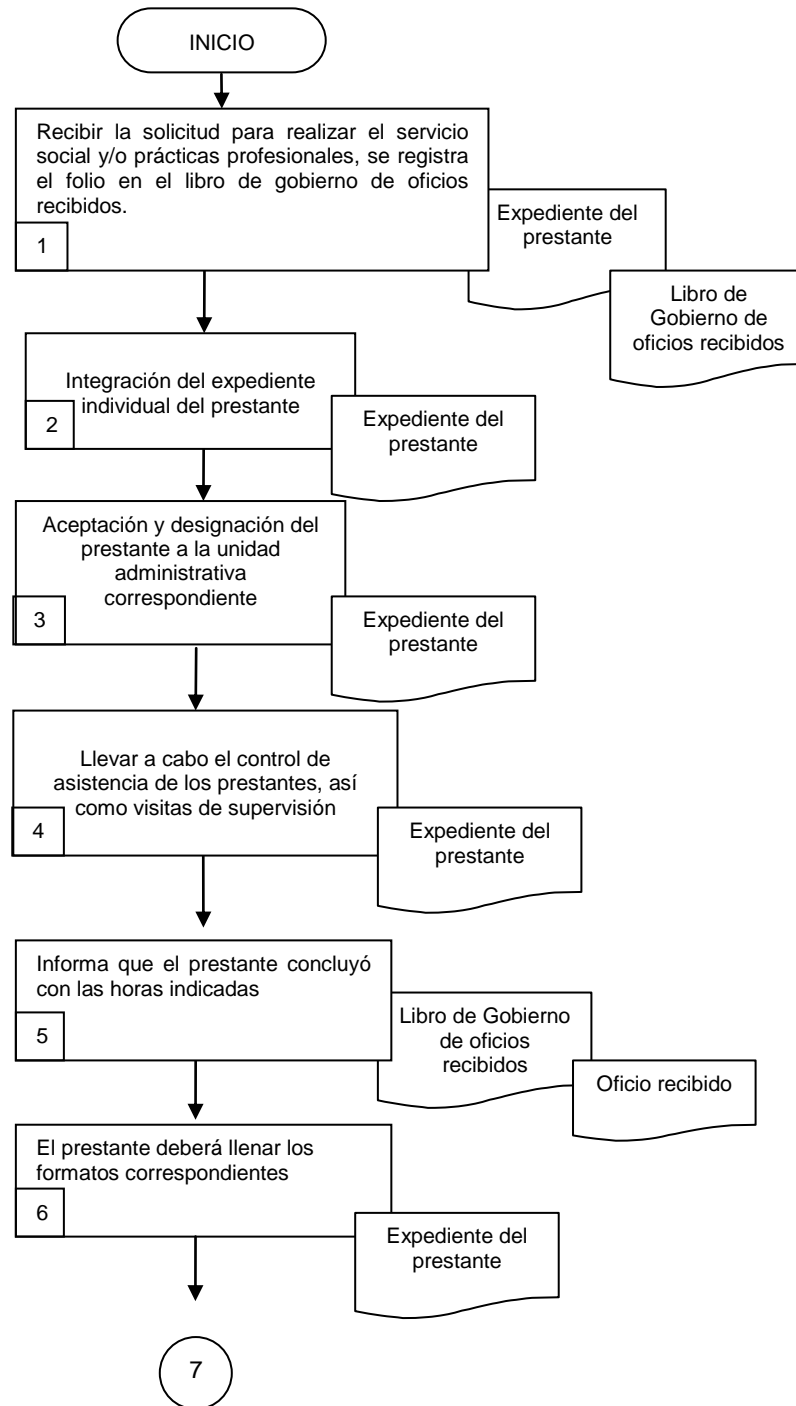 INICIO
Recibir la solicitud para realizar el servicio
social y/o prácticas profesionales, se registra
el folio en el libro de gobierno de oficios
recibidos.
1
Expediente del
prestante
Libro de
Gobierno de
oficios recibidos
Integración del expediente
individual del prestante
2
Expediente del
prestante
Aceptación y designación del
prestante a la unidad
administrativa
correspondiente
3
Expediente del
prestante
Llevar a cabo el control de
asistencia de los prestantes, así
como visitas de supervisión
4
Expediente del
prestante
Informa que el prestante concluyó
con las horas indicadas
5
Libro de Gobierno
de oficios
recibidos
Oficio recibido
El prestante deberá llenar los
formatos correspondientes
6
Expediente del
prestante
7